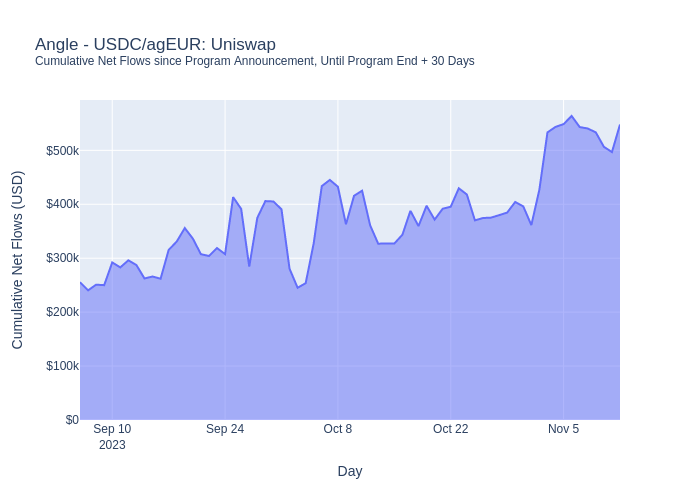 Angle - USDC/agEUR: Uniswap
Cumulative Net Flows since Program Announcement, Until Program End + 30 Days
Cumulative Net Flows (USD)
$500k
$400k
$300k
$200k
$100k
$0
Sep 10
2023
Sep 24
Oct 8
Oct 22
Nov 5
Day